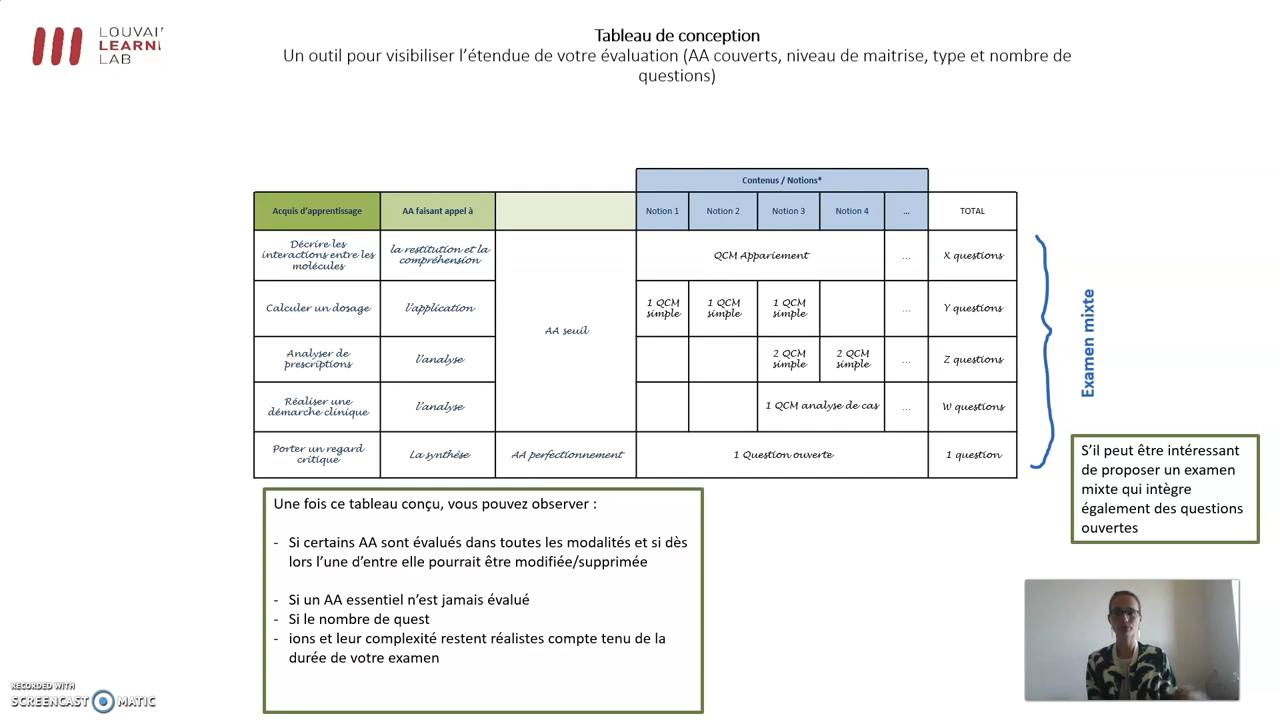 LOUVAI
LEARNI
LAB
Tableau de conception
Un outil pour visibiliser l’étendue de votre évaluation (AA couverts, niveau de maitrise, type et nombre de
questions)
Contenus / Notions*
Acquis d’apprentissage
AA faisant appel à
Notion 1
Notion 2
Notion 3
Notion 4
...
TOTAL
Décrire les
interactions entre les
molécules
la restitution et la
compréhension
QCM Appariement
...
X questions
Calculer un dosage
l’application
AA seuil
1 QCM
simple
1 QCM
simple
1 QCM
simple
...
Y questions
Analyser de
prescriptions
l’analyse
2 QCM
simple
2 QCM
simple
...
Z questions
Réaliser une
démarche clinique
l’analyse
1 QCM analyse de cas
...
W questions
Porter un regard
critique
La synthèse
AA perfectionnement
1 Question ouverte
1 question
Examen mixte
S’il peut être intéressant
de proposer un examen
mixte qui intègre
également des questions
ouvertes
Une fois ce tableau conçu, vous pouvez observer :
- Si certains AA sont évalués dans toutes les modalités et si dès
lors l’une d’entre elle pourrait être modifiée/supprimée
- Si un AA essentiel n’est jamais évalué
- Si le nombre de quest
- ions et leur complexité restent réalistes compte tenu de la
durée de votre examen
RECORDED WITH
SCREENCAST MATIC